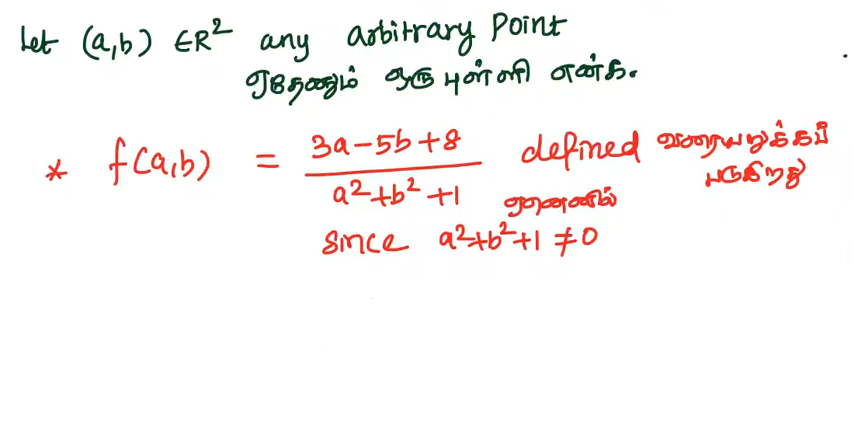 Let (a,b) ∈R² any arbitrary Point
ஏதேனும் ஒரு புள்ளி என்க.
* f(a,b) = (3a-5b+8)/(a²+b²+1) defined வரையறுக்கப்
படுகிறது
ஏனெனில்
since a²+b²+1 ≠0